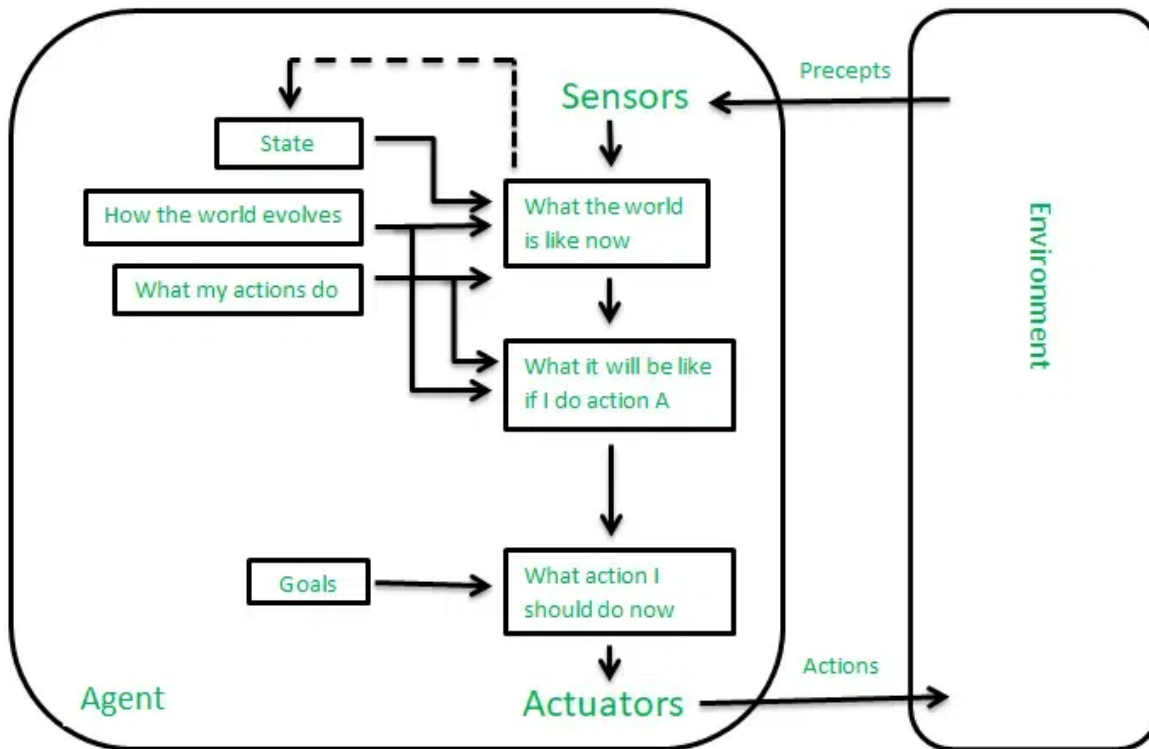 Precepts
Sensors
State
How the world evolves
What the world
is like now
What my actions do
What it will be like
if I do action A
Environment
Goals
What action I
should do now
Agent
Actuators
Actions